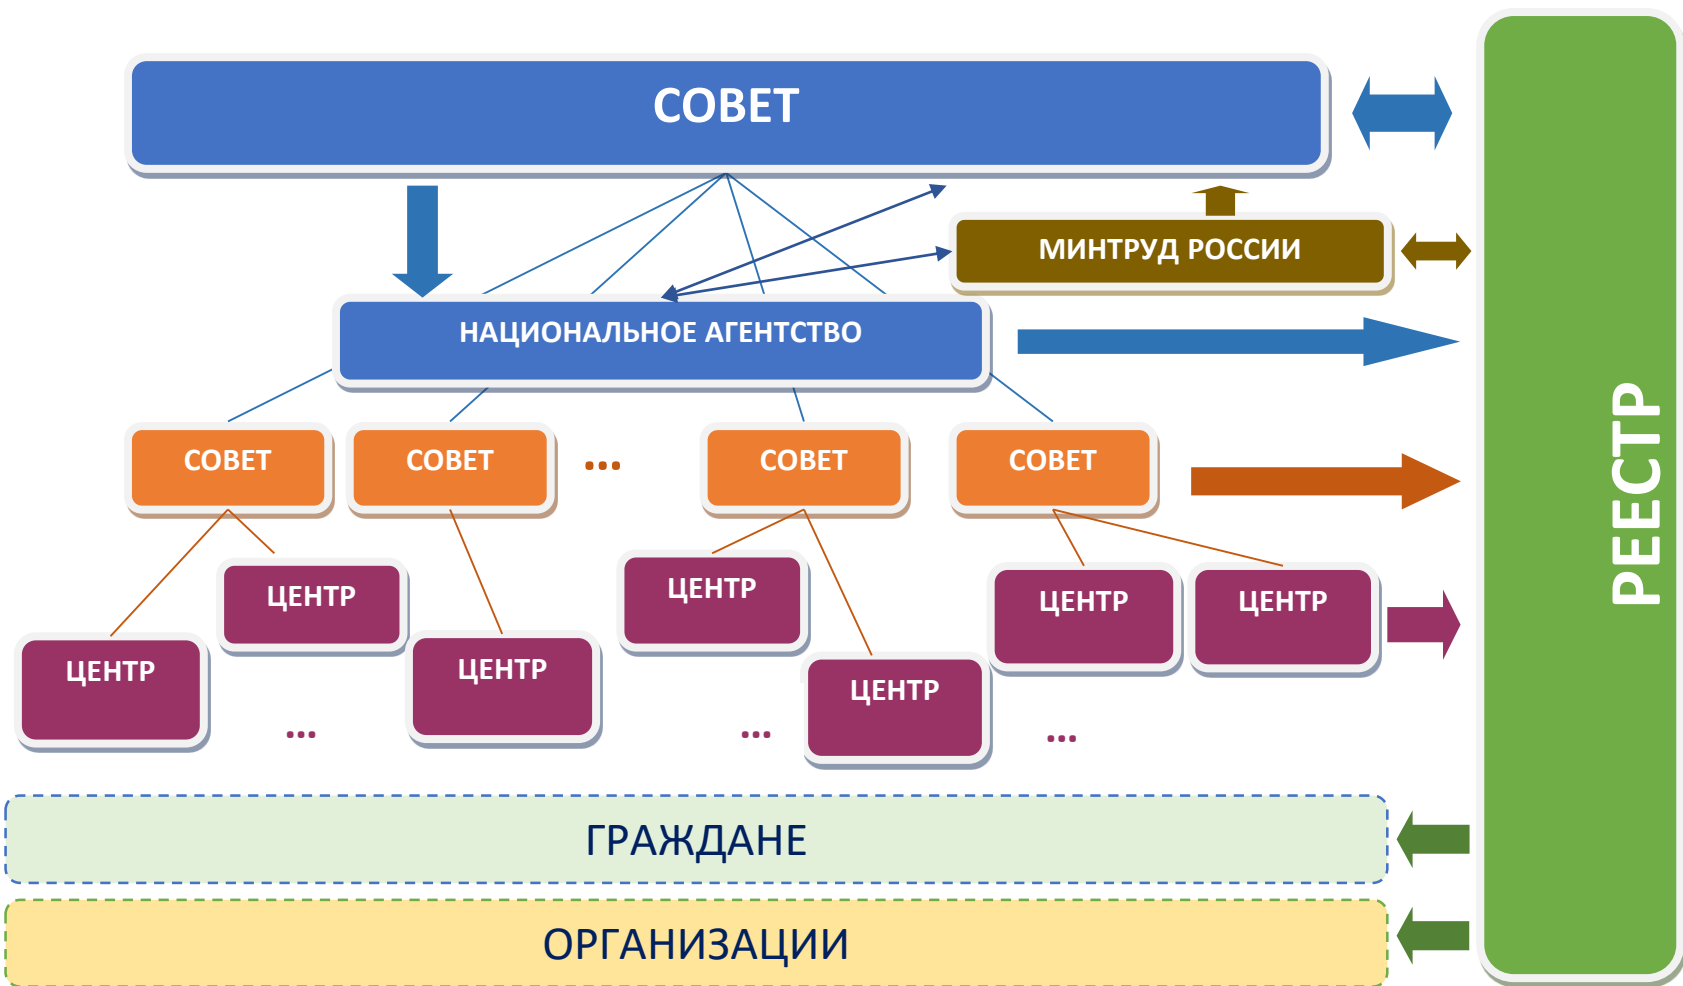 СОВЕТ
МИНТРУД РОССИИ
НАЦИОНАЛЬНОЕ АГЕНТСТВО
СОВЕТ
СОВЕТ
...
СОВЕТ
СОВЕТ
ЦЕНТР
ЦЕНТР
ЦЕНТР
ЦЕНТР
ЦЕНТР
ЦЕНТР
ЦЕНТР
...
...
...
ГРАЖДАНЕ
ОРГАНИЗАЦИИ
РЕЕСТР